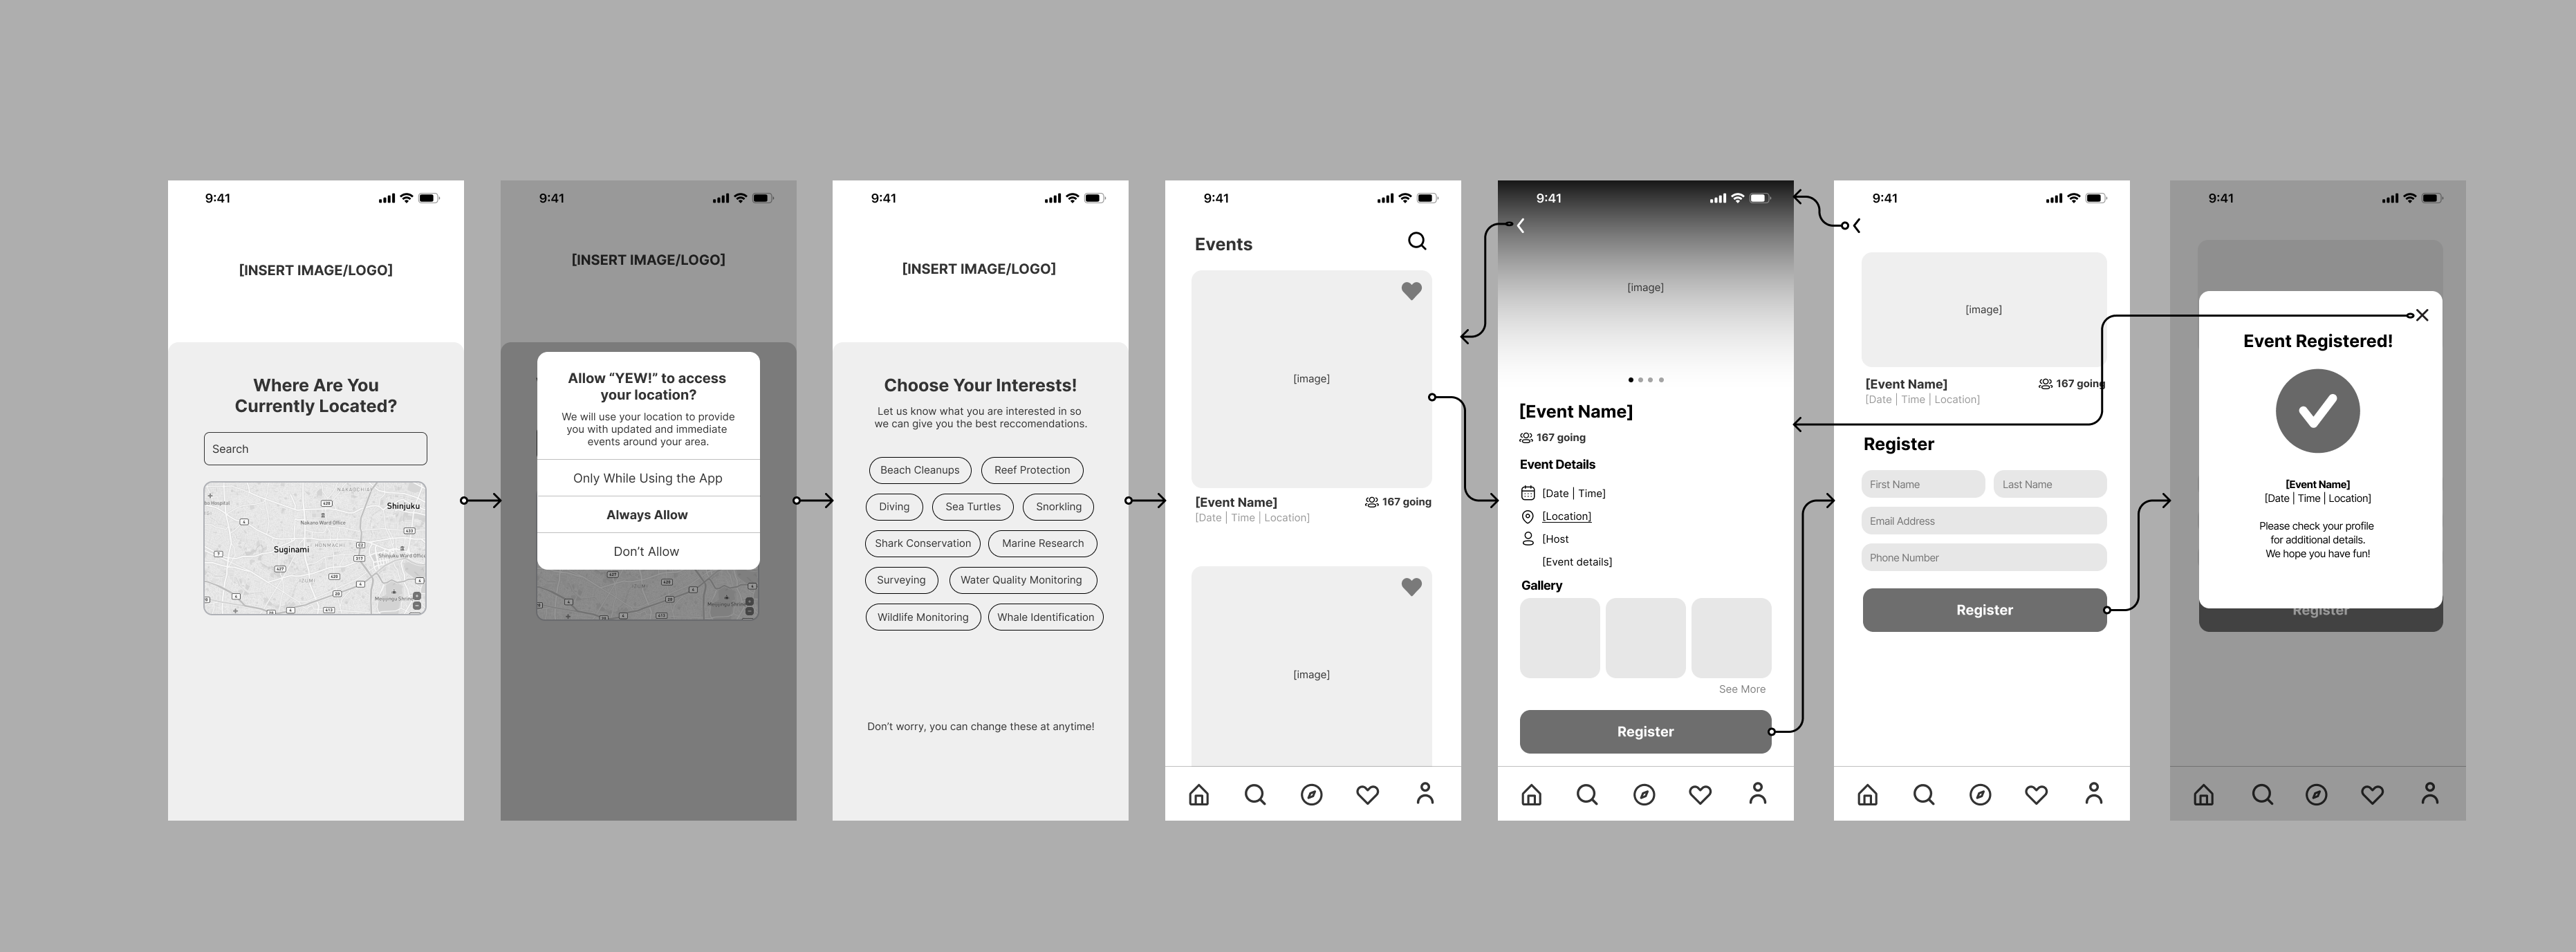 9:41
[INSERT IMAGE/LOGO]
Where Are You
Currently Located?
Search
Nakano Ward Office
Shinjuku
Suginami
HONMACHI
Shinjuku Ward Office
IZUMI
9:41
[INSERT IMAGE/LOGO]
Allow “YEW!” to access
your location?
We will use your location to provide
you with updated and immediate
events around your area.
Only While Using the App
Always Allow
Don’t Allow
9:41
[INSERT IMAGE/LOGO]
Choose Your Interests!
Let us know what you are interested in so
we can give you the best reccomendations.
Beach Cleanups
Reef Protection
Diving
Sea Turtles
Snorkling
Shark Conservation
Marine Research
Surveying
Water Quality Monitoring
Wildlife Monitoring
Whale Identification
Don’t worry, you can change these at anytime!
9:41
Events
[image]
[Event Name]
167 going
[Date | Time | Location]
[image]
9:41
[image]
[Event Name]
167 going
Event Details
[Date | Time]
[Location]
[Host
[Event details]
Gallery
See More
Register
9:41
[image]
[Event Name]
167 going
[Date | Time | Location]
Register
First Name
Last Name
Email Address
Phone Number
Register
9:41
Event Registered!
[Event Name]
[Date | Time | Location]
Please check your profile
for additional details.
We hope you have fun!
Register